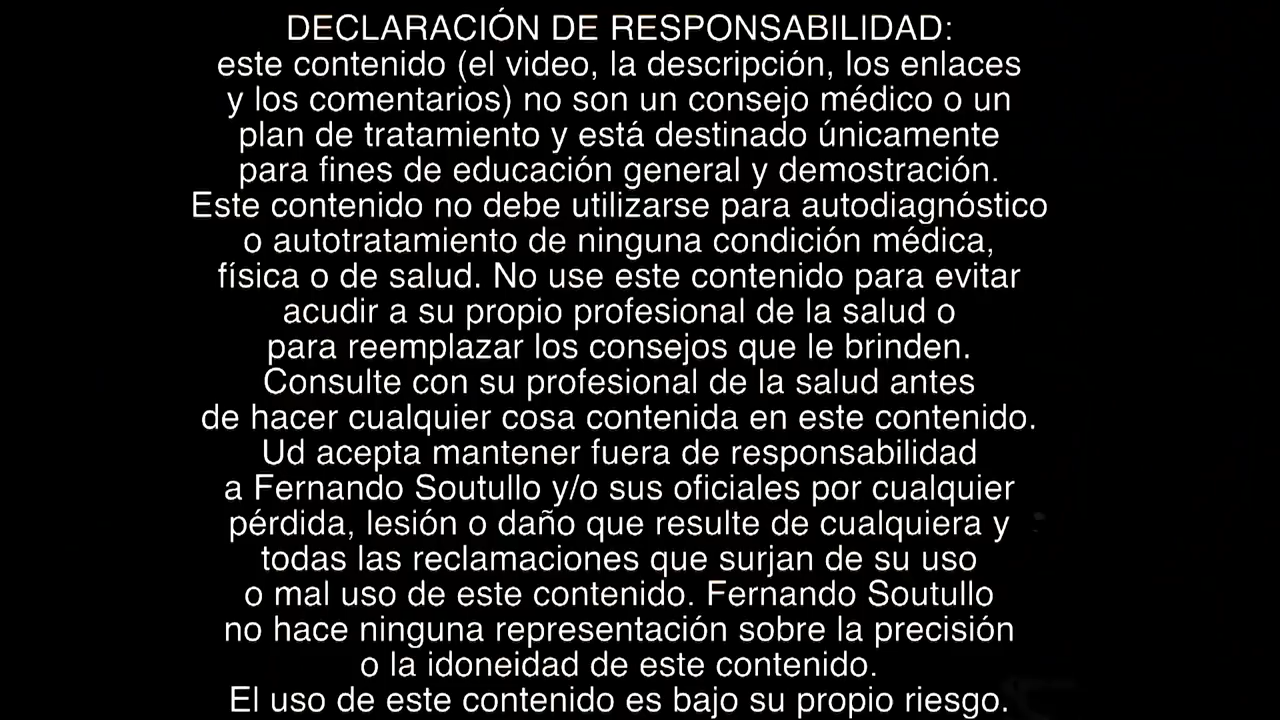 DECLARACIÓN DE RESPONSABILIDAD:
este contenido (el video, la descripción, los enlaces
y los comentarios) no son un consejo médico o un
plan de tratamiento y está destinado únicamente
para fines de educación general y demostración.
Este contenido no debe utilizarse para autodiagnóstico
o autotratamiento de ninguna condición médica,
física o de salud. No use este contenido para evitar
acudir a su propio profesional de la salud o
para reemplazar los consejos que le brinden.
Consulte con su profesional de la salud antes
de hacer cualquier cosa contenida en este contenido.
Ud acepta mantener fuera de responsabilidad
a Fernando Soutullo y/o sus oficiales por cualquier
pérdida, lesión o daño que resulte de cualquiera y
todas las reclamaciones que surjan de su uso
o mal uso de este contenido. Fernando Soutullo
no hace ninguna representación sobre la precisión
o la idoneidad de este contenido.
El uso de este contenido es bajo su propio riesgo.